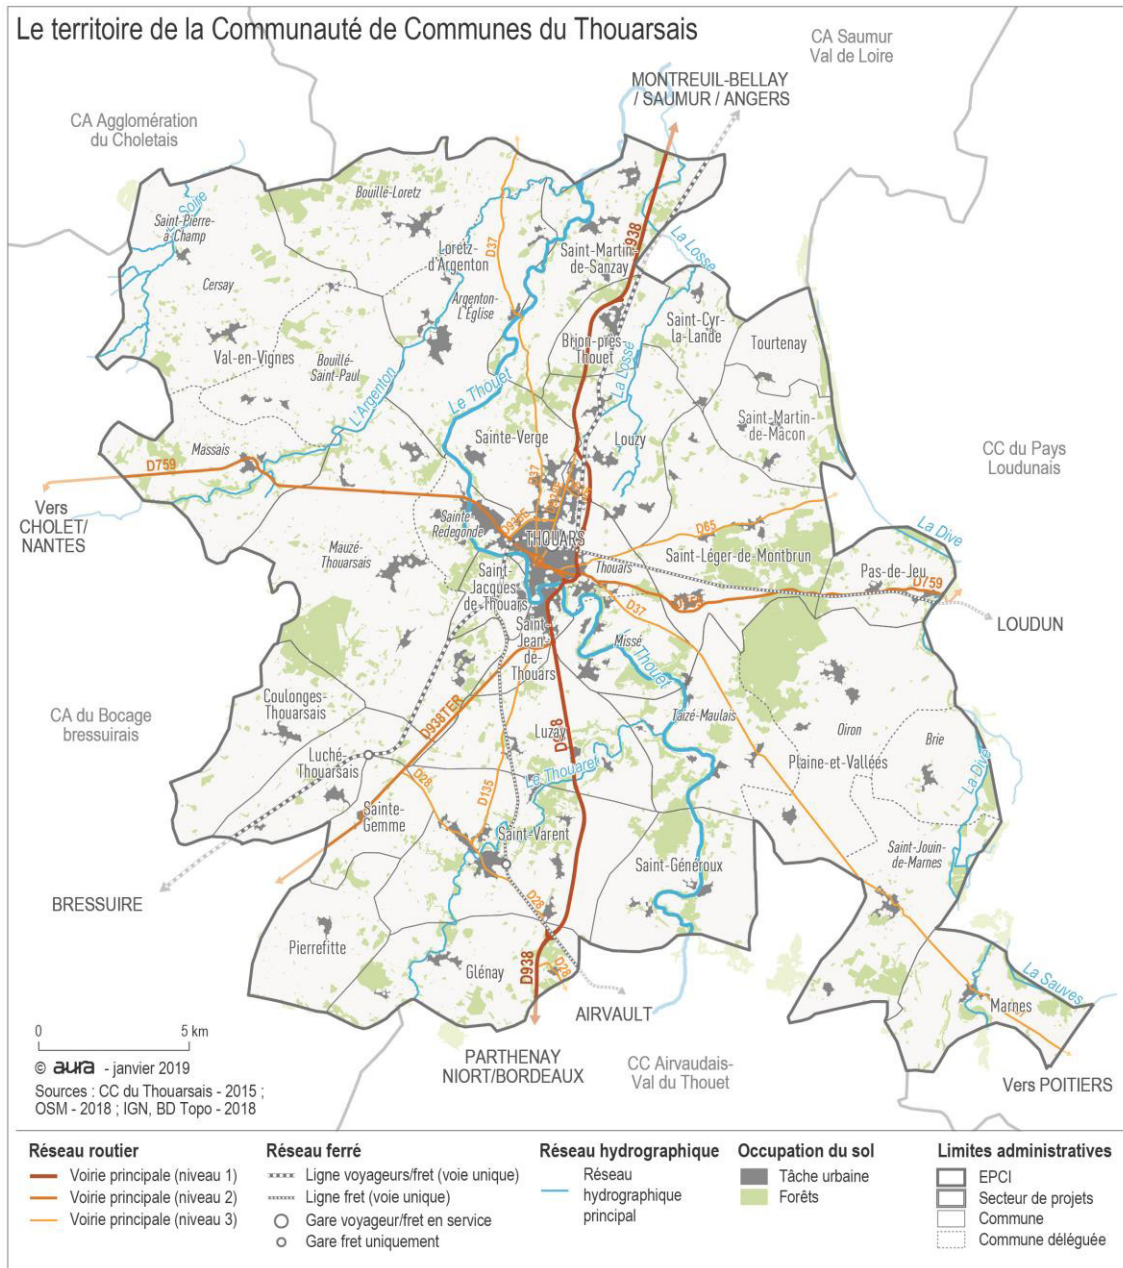 Le territoire de la Communauté de Communes du Thouarsais
CA Saumur
Val de Loire
MONTREUIL-BELLAY
/ SAUMUR / ANGERS
CA Agglomération
du Choletais
Bouillé-Loretz
Soire
Saint-Pierre-
à-Champ
D37
Loretz-
d'Argenton
Saint-Martin-
de-Sanzay
938
La Losse
Cersay
Argenton-
L'Église
Saint-Cyr-
la-Lande
Tourtenay
Val-en-Vignes
Bouillé-
Saint-Paul
Brion-près-
Thouet
La Losse
L'Argenton
Le Thouet
Saint-Martin-
de-Mâcon
Sainte-Verge
Louzy
CC du Pays
Loudunais
Massais
D759
D37
Vers
CHOLET/
NANTES
Sainte
Radegonde
D65
La Dive
THOUARS
Mauzé-
Thouarsais
Saint-Léger-de-Montbrun
Pas-de-Jeu
Thouars
Saint-
Jacques
de-Thouars
D759
D37
LOUDUN
Saint-
Jean-
de-
Thouars
Missé
Thouet
CA du Bocage
bressuirais
Coulonges-
Thouarsais
D938TER
Taizé-Maulais
Luzay
Oiron
Brie
Luché-
Thouarsais
D28
D135
Le Thouaret
Plaine-et-Vallées
La Dive
Sainte-
Gemme
Saint-Varent
Saint-Généroux
Saint-Jouin-
de-Marnes
BRESSUIRE
D28
Pierrefitte
Glénay
D938
D28
La Sauves
Marnes
AIRVAULT
0 5 km
PARTHENAY
NIORT/BORDEAUX
CC Airvaudais-
Val du Thouet
Vers POITIERS
© aura - janvier 2019
Sources : CC du Thouarsais - 2015 ;
OSM - 2018 ; IGN, BD Topo - 2018
Réseau routier
Voirie principale (niveau 1)
Voirie principale (niveau 2)
Voirie principale (niveau 3)
Réseau ferré
Ligne voyageurs/fret (voie unique)
Ligne fret (voie unique)
Gare voyageur/fret en service
Gare fret uniquement
Réseau hydrographique
Réseau
hydrographique
principal
Occupation du sol
Tâche urbaine
Forêts
Limites administratives
EPCI
Secteur de projets
Commune
Commune déléguée